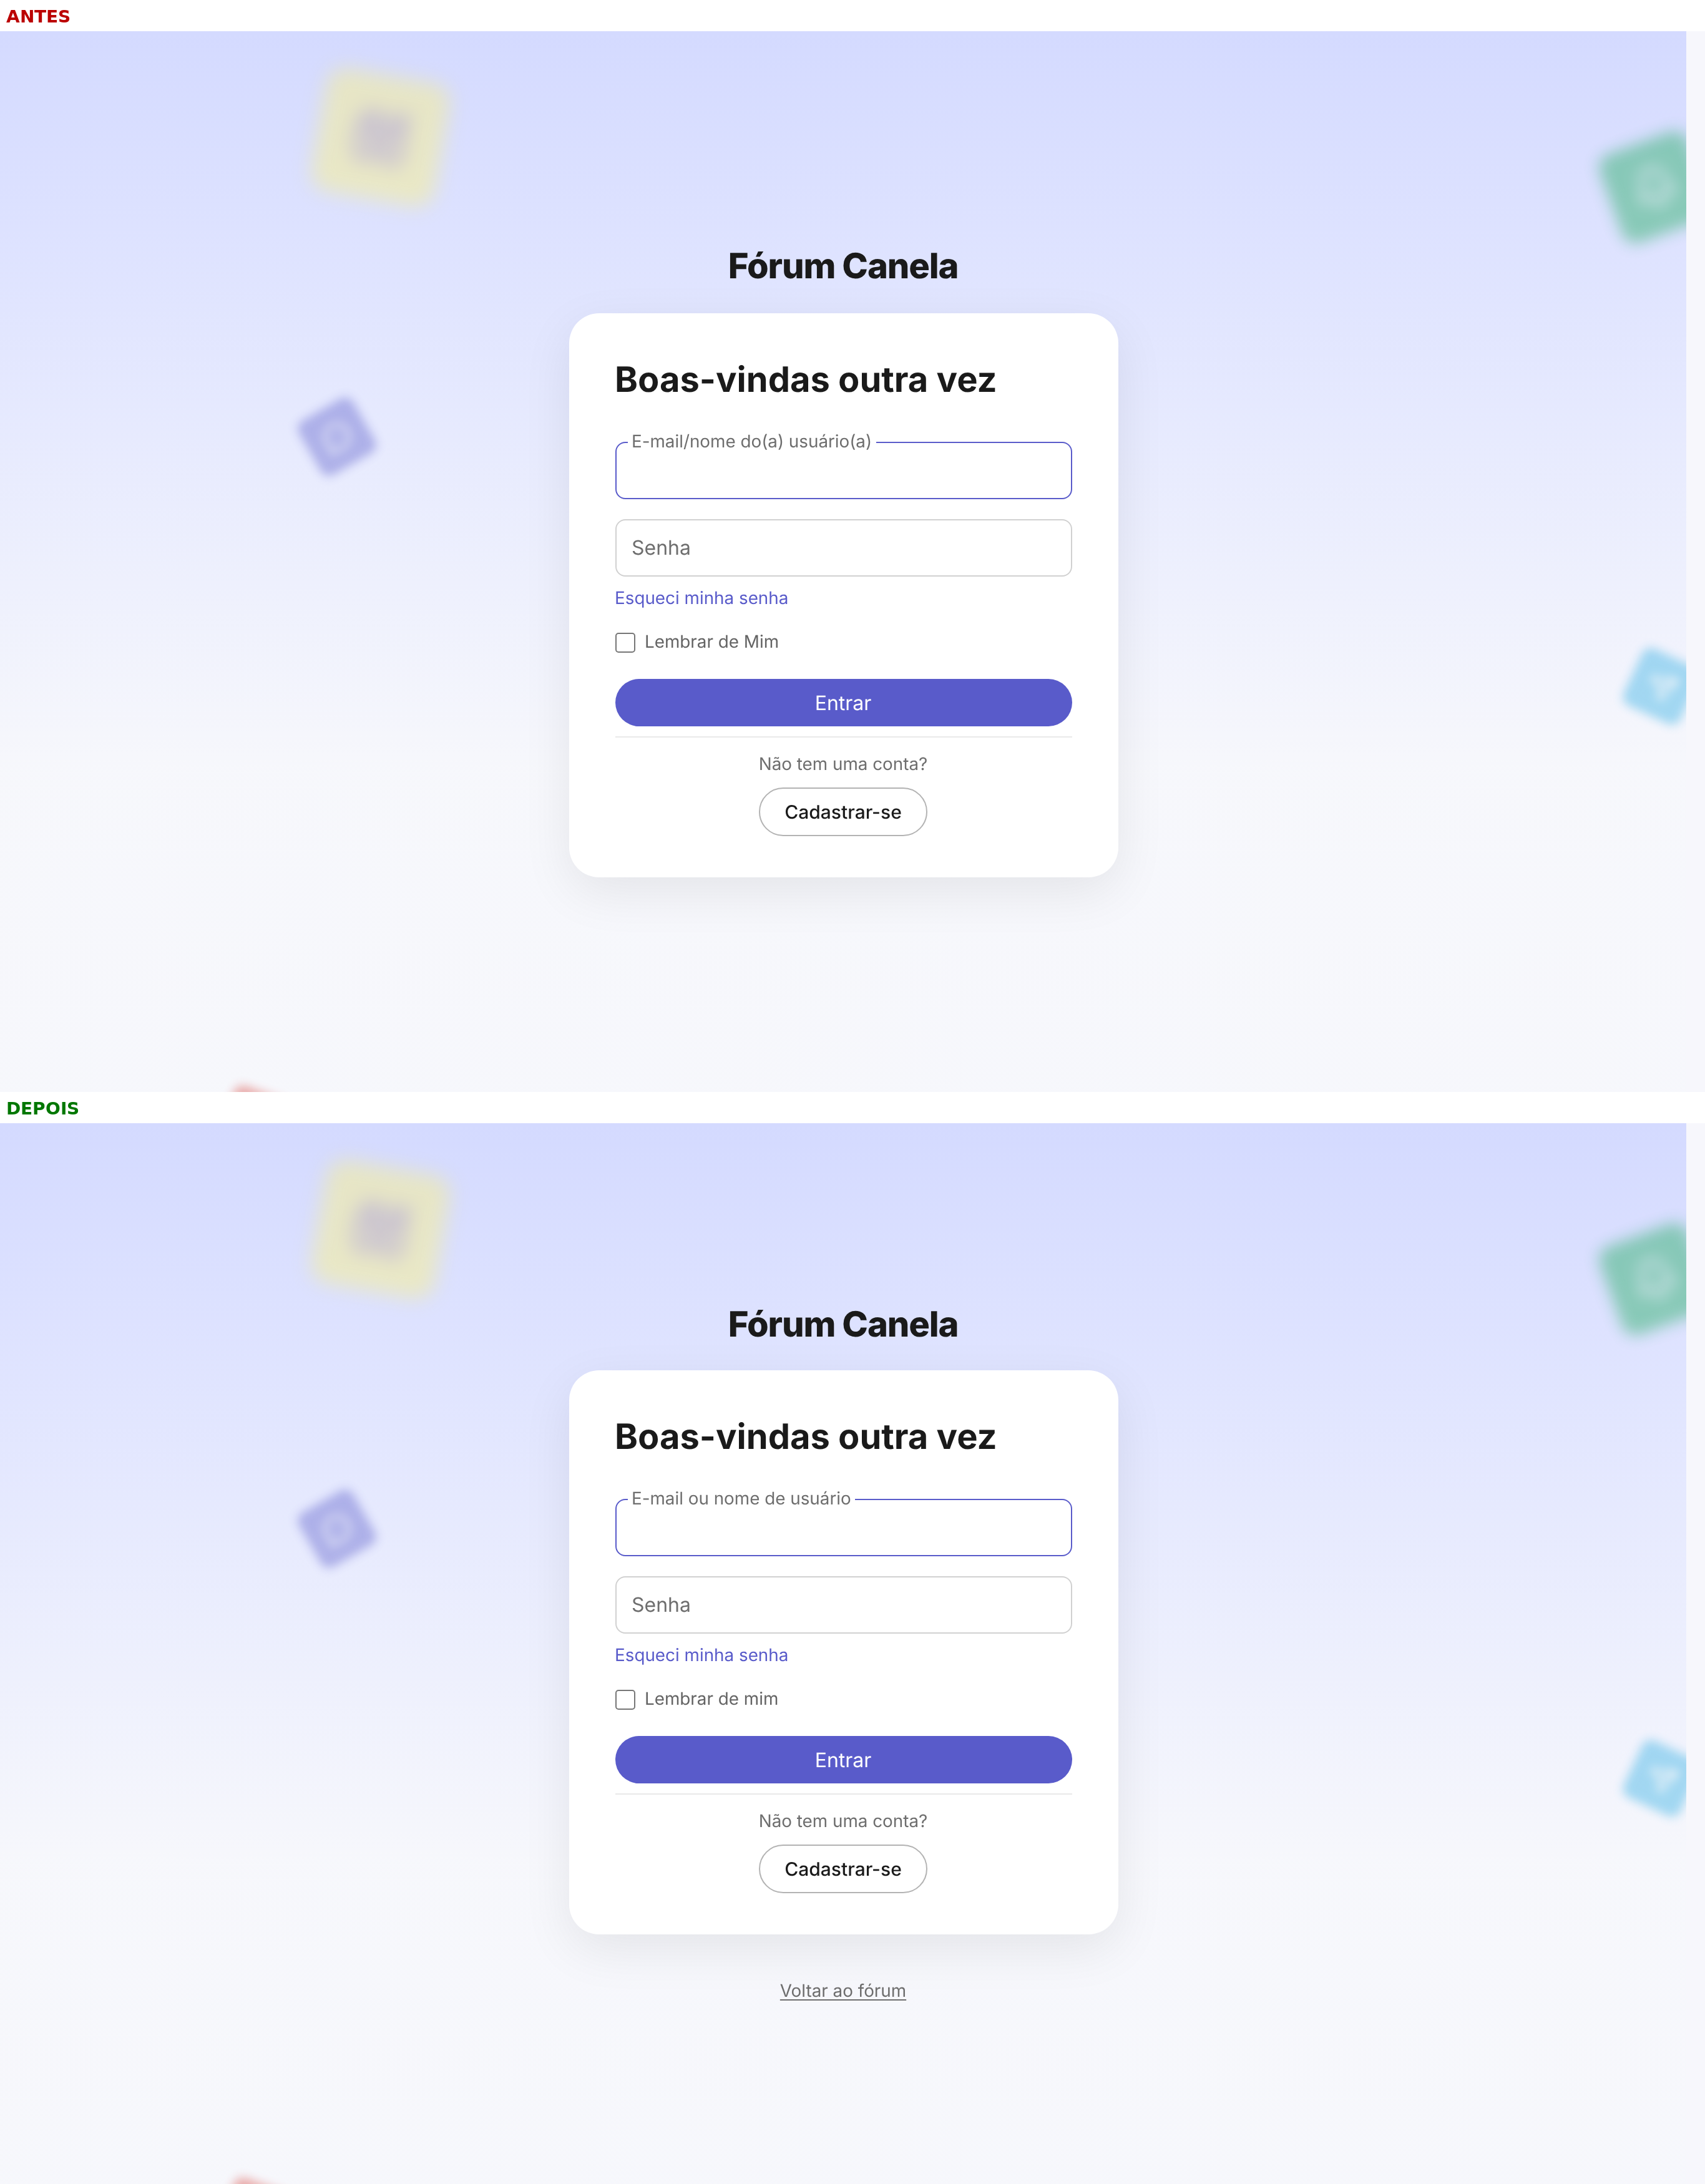 ANTES
Fórum Canela
Boas-vindas outra vez
E-mail/nome do(a) usuário(a)
Senha
Esqueci minha senha
Lembrar de Mim
Entrar
Não tem uma conta?
Cadastrar-se
DEPOIS
Fórum Canela
Boas-vindas outra vez
E-mail ou nome de usuário
Senha
Esqueci minha senha
Lembrar de mim
Entrar
Não tem uma conta?
Cadastrar-se
Voltar ao fórum